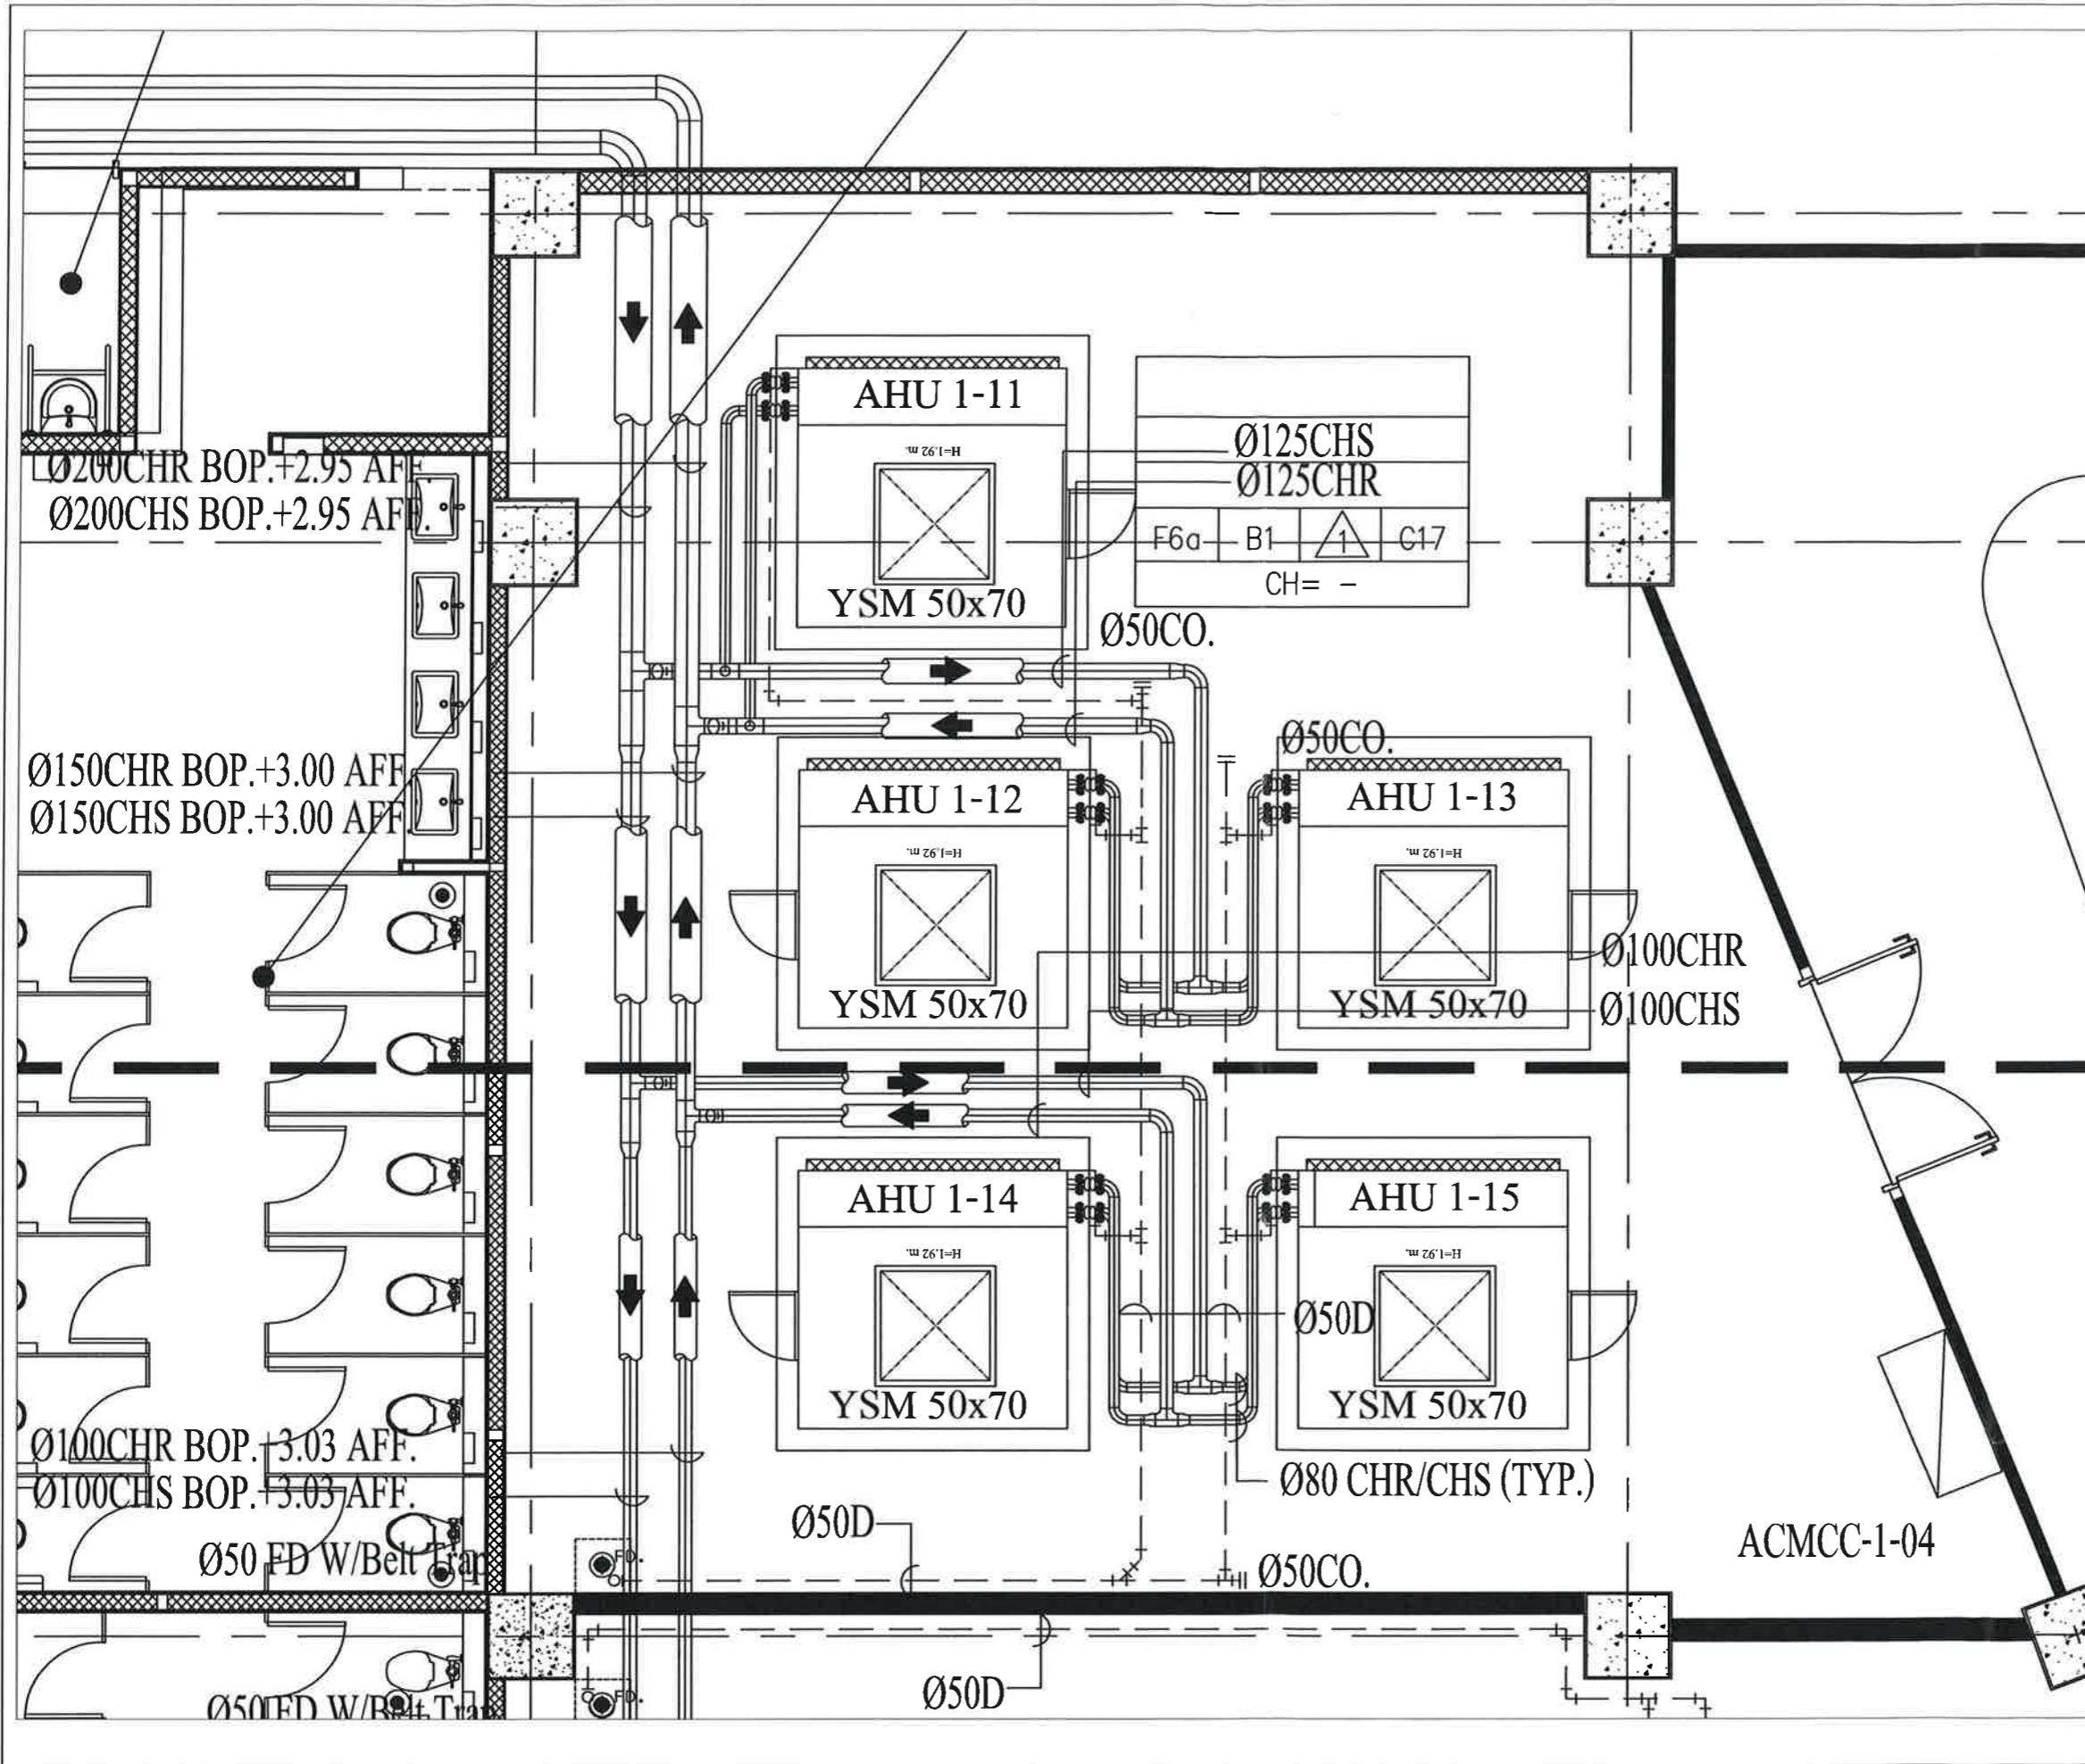 AHU 1-11
H=1.92 m.
YSM 50x70
Ø125CHS
Ø125CHR
F6a B1 1 C17
CH= -
Ø200CHR BOP.+2.95 AFF.
Ø200CHS BOP.+2.95 AFF.
Ø50CO.
Ø50CO.
Ø150CHR BOP.+3.00 AFF.
Ø150CHS BOP.+3.00 AFF.
AHU 1-12
H=1.92 m.
YSM 50x70
AHU 1-13
H=1.92 m.
YSM 50x70
Ø100CHR
Ø100CHS
AHU 1-14
H=1.92 m.
YSM 50x70
AHU 1-15
H=1.92 m.
YSM 50x70
Ø50D
Ø80 CHR/CHS (TYP.)
Ø100CHR BOP.+3.03 AFF.
Ø100CHS BOP.+3.03 AFF.
Ø50D
ACMCC-1-04
Ø50 FD W/Belt Trap
FD.
Ø50CO.
Ø50D
Ø50 FD W/Belt Trap
FD.